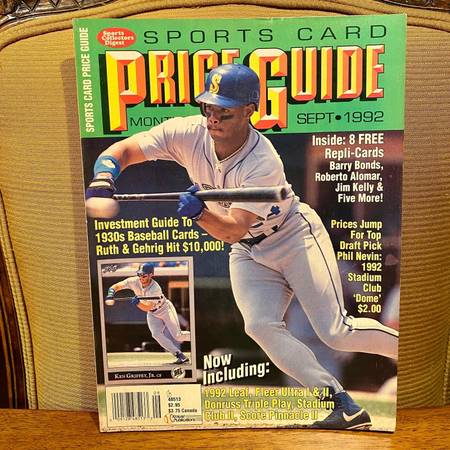 SPORTS CARD PRICE GUIDE
Sports
Collectors
Digest
SPORTS CARD
PRICE GUIDE
SEPT • 1992
S
Inside: 8 FREE
Repli-Cards
Barry Bonds,
Roberto Alomar,
Jim Kelly &
Five More!
Investment Guide To
1930s Baseball Cards –
Ruth & Gehrig Hit $10,000!
Prices Jump
For Top
Draft Pick
Phil Nevin:
1992
Stadium
Club
'Dome'
$2.00
KEN GRIFFEY, JR. CF
Now
Including:
1992 Leaf, Fleer Ultra I & II,
Donruss Triple Play, Stadium
Club II, Score Pinnacle II
48513
$2.95
$3.75 Canada